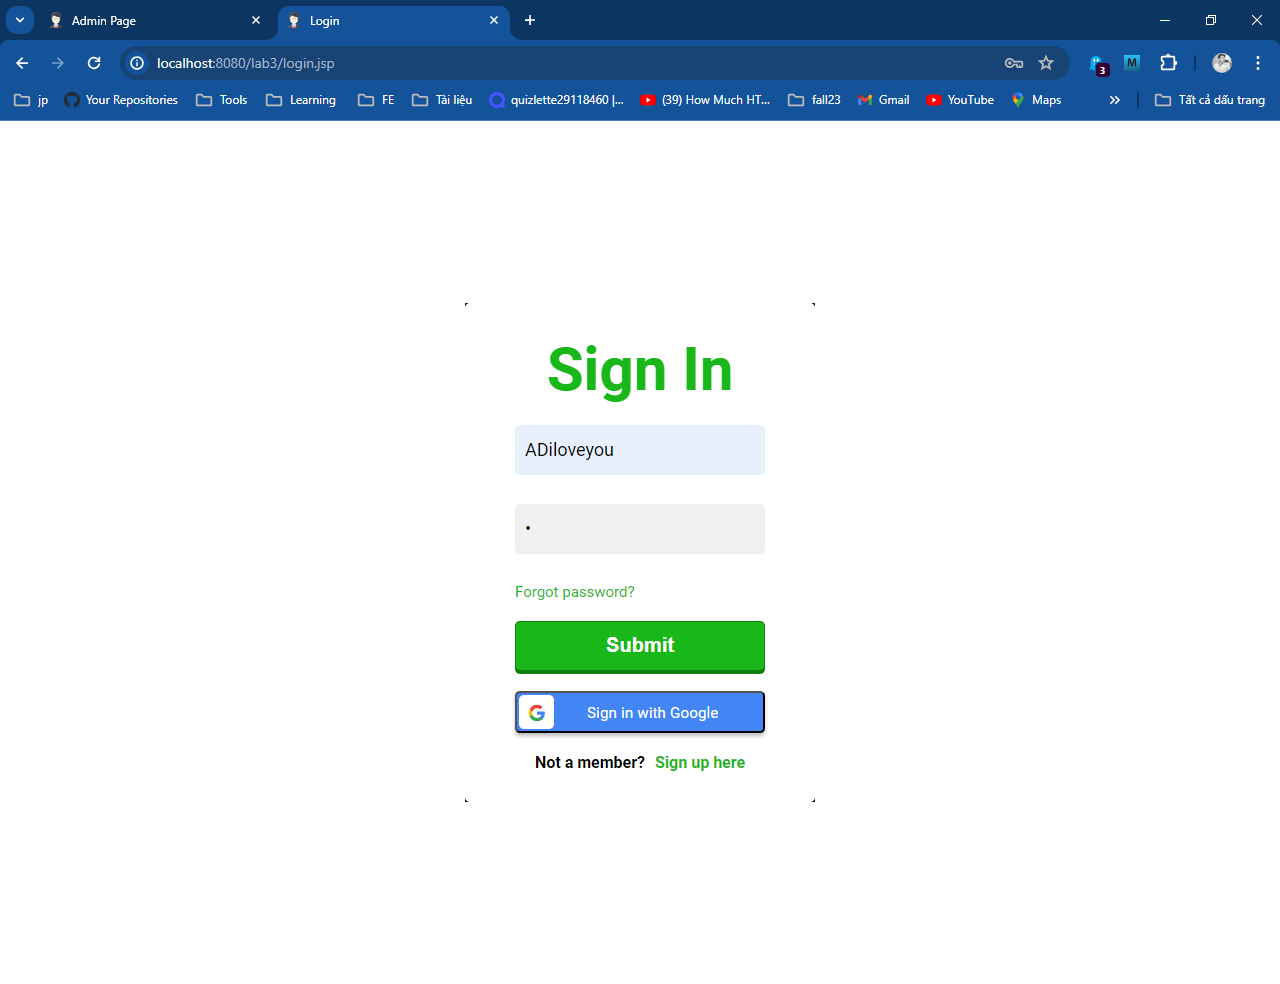 Admin Page
Login
localhost:8080/lab3/login.jsp
3
M
jp
Your Repositories
Tools
Learning
FE
Tài liệu
quizlette29118460 |...
(39) How Much HT...
fall23
Gmail
YouTube
Maps
Tất cả dấu trang
Sign In
ADiloveyou
•
Forgot password?
Submit
G
Sign in with Google
Not a member? Sign up here